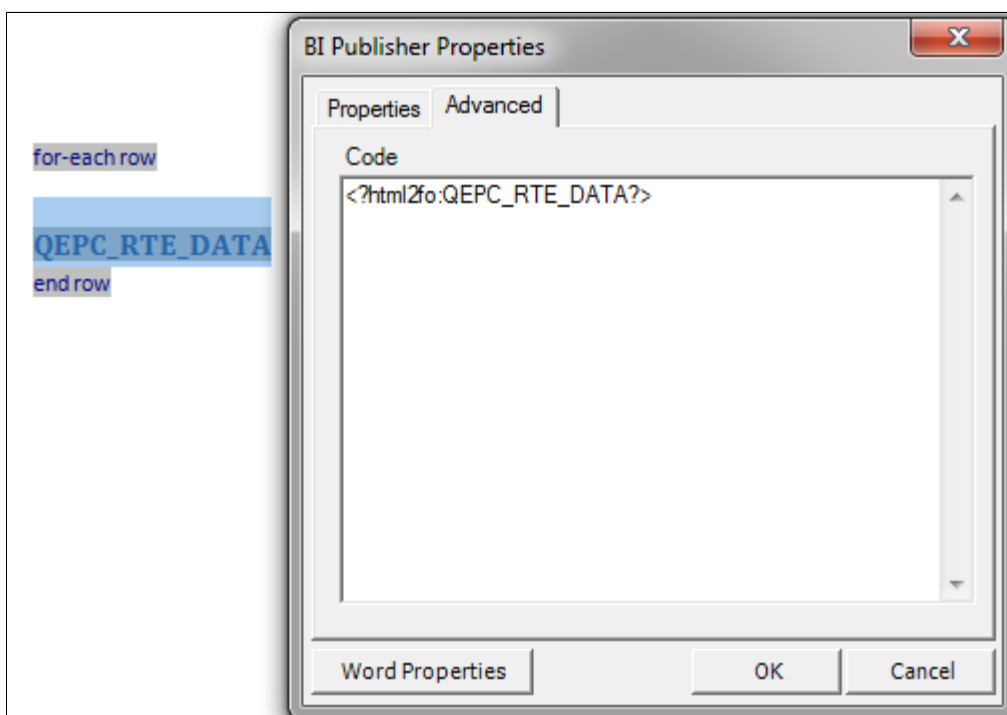 BI Publisher Properties
Properties Advanced
for-each row
Code
<?html2fo:QEPC_RTE_DATA?>
QEPC_RTE_DATA
end row
Word Properties OK Cancel